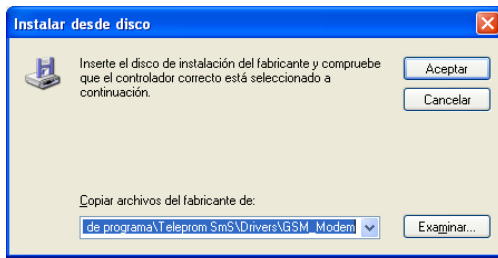 Instalar desde disco
Inserte el disco de instalación del fabricante y compruebe
que el controlador correcto está seleccionado a
continuación.
Aceptar
Cancelar
Copiar archivos del fabricante de:
de programa\Teleprom SmS\Drivers\GSM_Modem
Examinar...